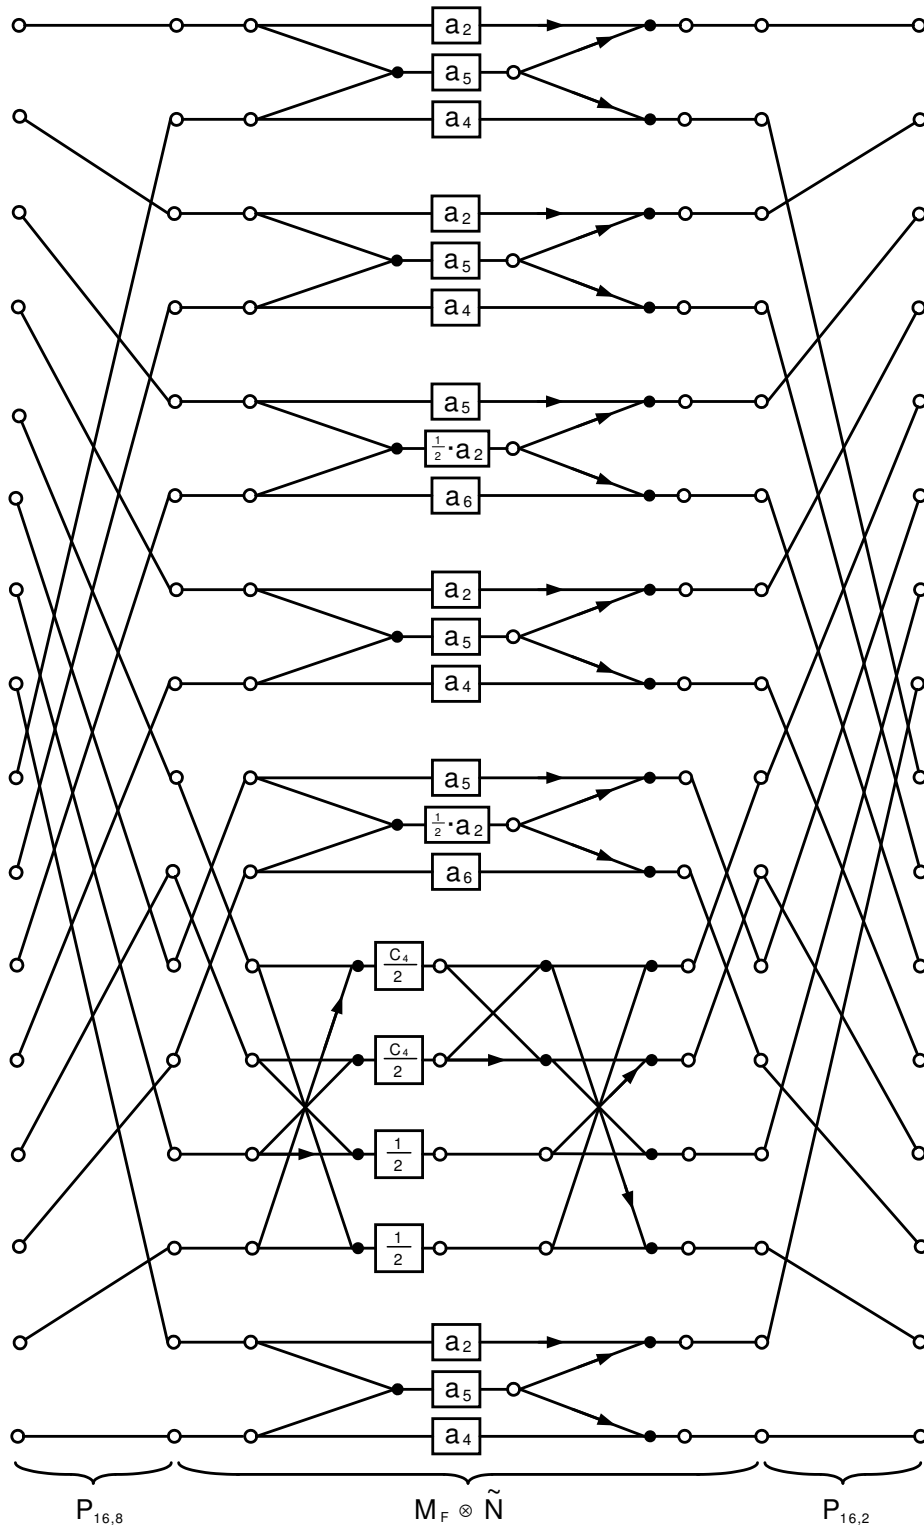 a₂
a₅
a₄
a₂
a₅
a₄
a₅
½·a₂
a₆
a₂
a₅
a₄
a₅
½·a₂
a₆
C₄/2
C₄/2
1/2
1/2
a₂
a₅
a₄
P₁₆,₈ M_F ⊗ Ñ P₁₆,₂